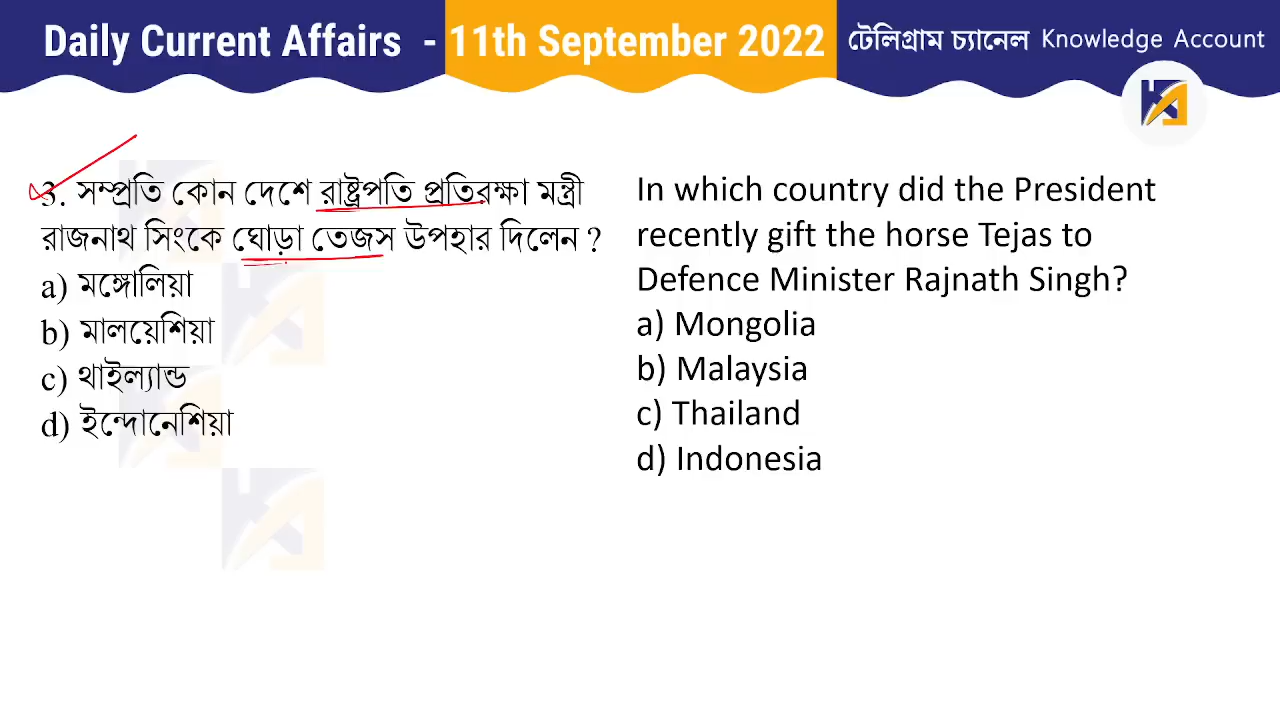 Daily Current Affairs - 11th September 2022
টেলিগ্রাম চ্যানেল Knowledge Account
3. সম্প্রতি কোন দেশে রাষ্ট্রপতি প্রতিরক্ষা মন্ত্রী
রাজনাথ সিংকে ঘোড়া তেজস উপহার দিলেন ?
a) মঙ্গোলিয়া
b) মালয়েশিয়া
c) থাইল্যান্ড
d) ইন্দোনেশিয়া
In which country did the President
recently gift the horse Tejas to
Defence Minister Rajnath Singh?
a) Mongolia
b) Malaysia
c) Thailand
d) Indonesia